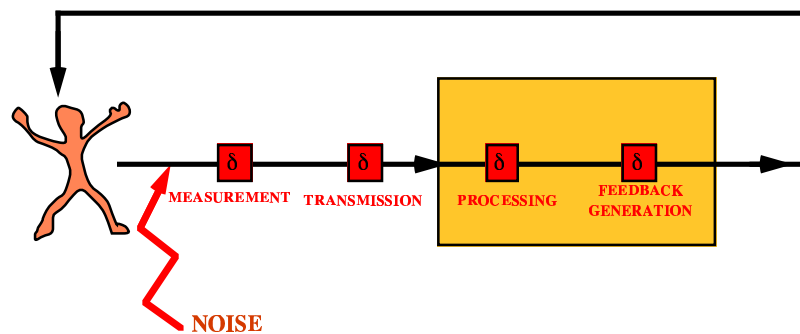 δ
δ
δ
δ
MEASUREMENT
TRANSMISSION
PROCESSING
FEEDBACK
GENERATION
NOISE